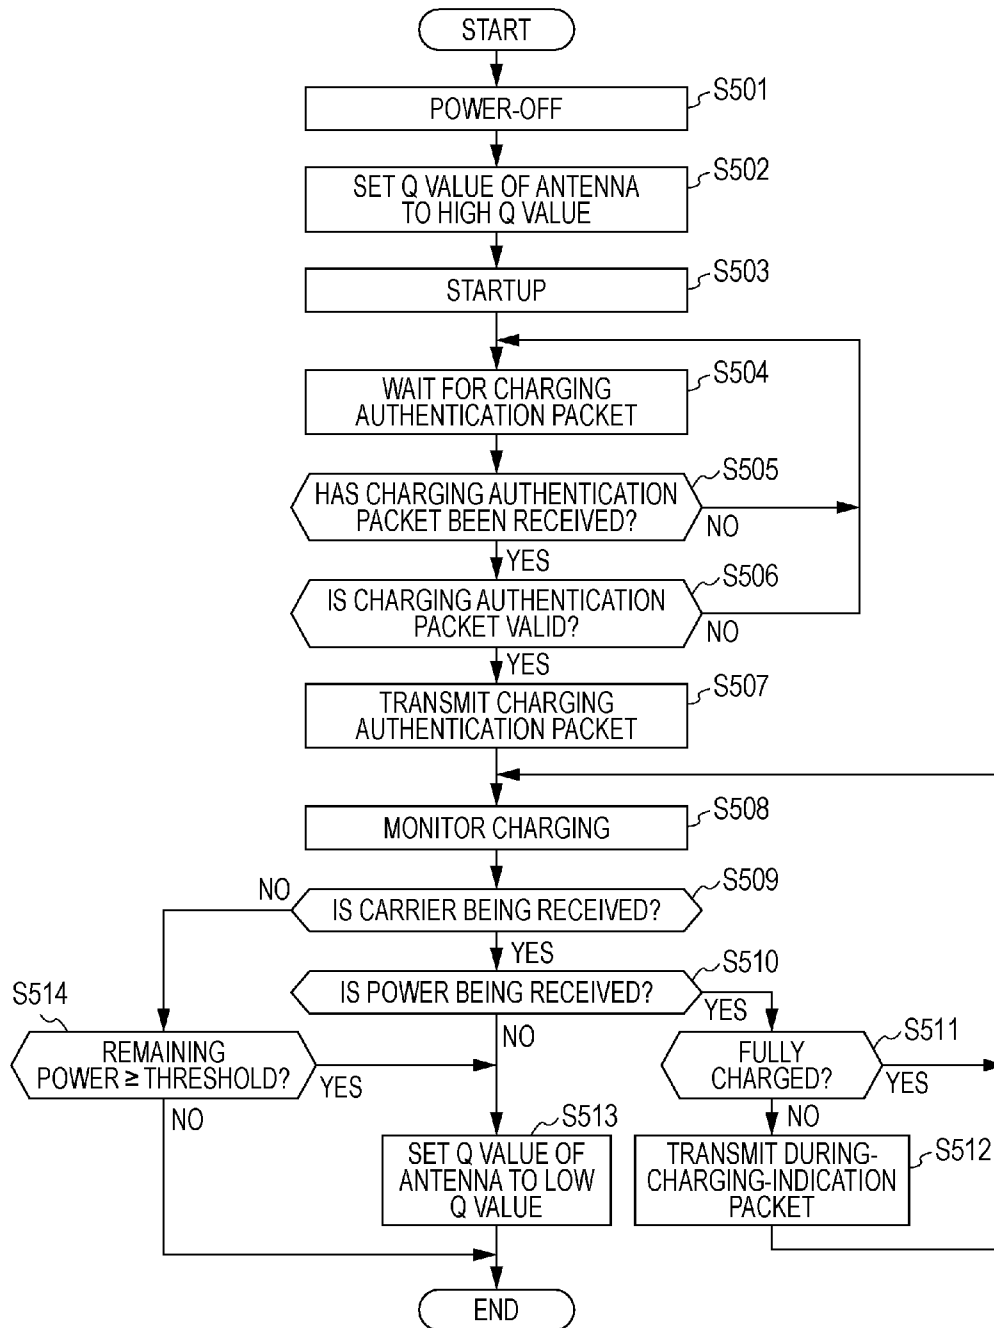 START
S501
POWER-OFF
S502
SET Q VALUE OF ANTENNA
TO HIGH Q VALUE
S503
STARTUP
S504
WAIT FOR CHARGING
AUTHENTICATION PACKET
S505
HAS CHARGING AUTHENTICATION
PACKET BEEN RECEIVED?
NO
YES
S506
IS CHARGING AUTHENTICATION
PACKET VALID?
NO
YES
S507
TRANSMIT CHARGING
AUTHENTICATION PACKET
S508
MONITOR CHARGING
S509
NO
IS CARRIER BEING RECEIVED?
YES
S510
IS POWER BEING RECEIVED?
YES
NO
S514
REMAINING
POWER ≥ THRESHOLD?
YES
NO
S511
FULLY
CHARGED?
YES
NO
S513
SET Q VALUE OF
ANTENNA TO LOW
Q VALUE
S512
TRANSMIT DURING-
CHARGING-INDICATION
PACKET
END